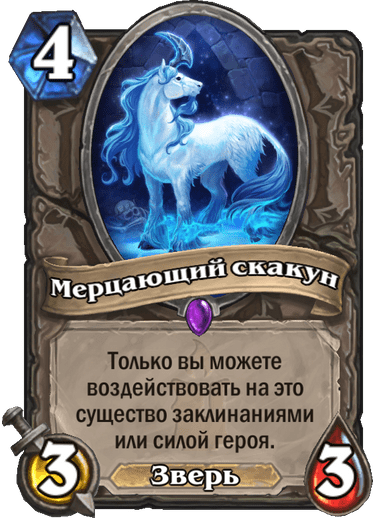 4
Мерцающий скакун
Только вы можете
воздействовать на это
существо заклинаниями
или силой героя.
3
Зверь
3